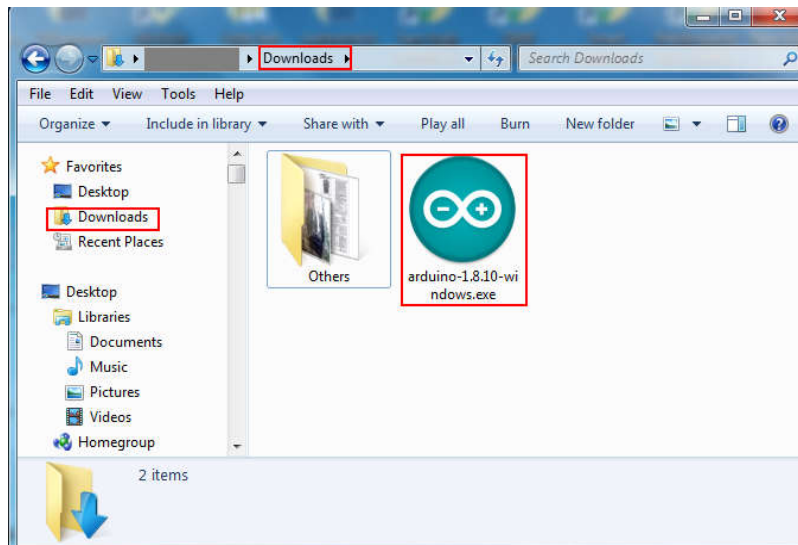 Downloads
Search Downloads
File Edit View Tools Help
Organize Include in library Share with Play all Burn New folder
Favorites
Desktop
Downloads
Recent Places
Desktop
Libraries
Documents
Music
Pictures
Videos
Homegroup
Others
arduino-1.8.10-wi
ndows.exe
2 items